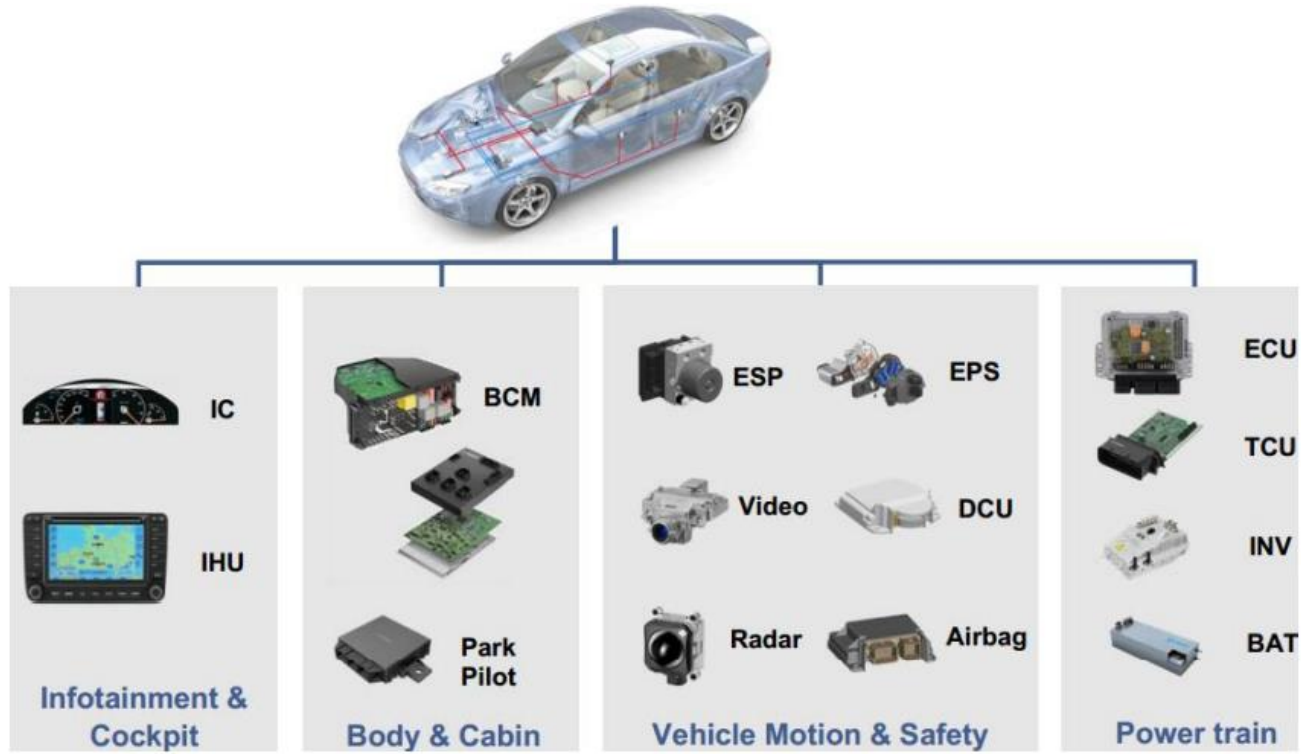 IC
IHU
Infotainment &
Cockpit
BCM
Park
Pilot
Body & Cabin
ESP
EPS
Video
DCU
Radar
Airbag
Vehicle Motion & Safety
ECU
TCU
INV
BAT
Power train